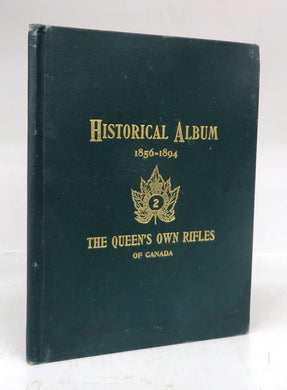 HISTORICAL ALBUM
1856-1894
2
THE QUEEN'S OWN RIFLES
OF CANADA